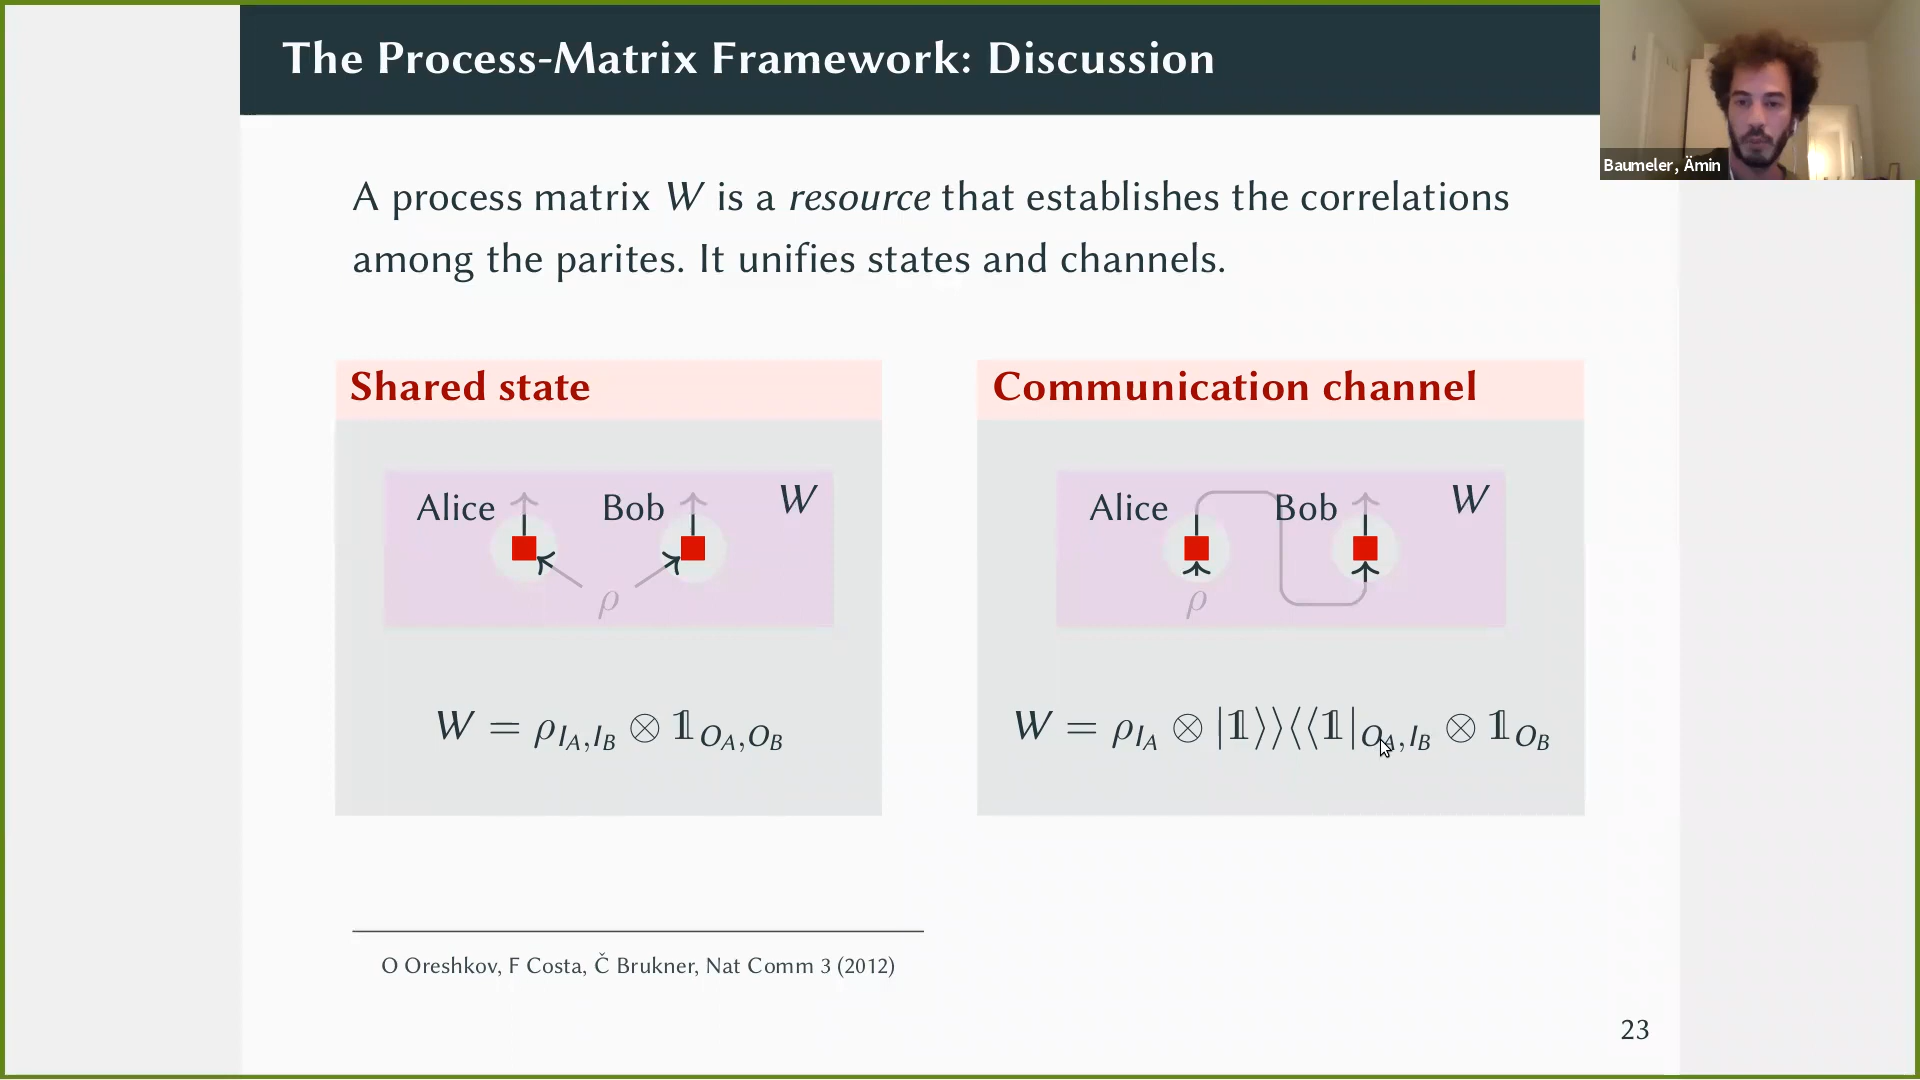 The Process-Matrix Framework: Discussion
Baumeler, Ämin
A process matrix W is a resource that establishes the correlations
among the parites. It unifies states and channels.
Shared state
Alice Bob W
ρ
W = ρ_{I_A,I_B} ⊗ 𝟙_{O_A,O_B}
Communication channel
Alice Bob W
ρ
W = ρ_{I_A} ⊗ |𝟙⟩⟩⟨⟨𝟙|_{O_A,I_B} ⊗ 𝟙_{O_B}
O Oreshkov, F Costa, Č Brukner, Nat Comm 3 (2012)
23